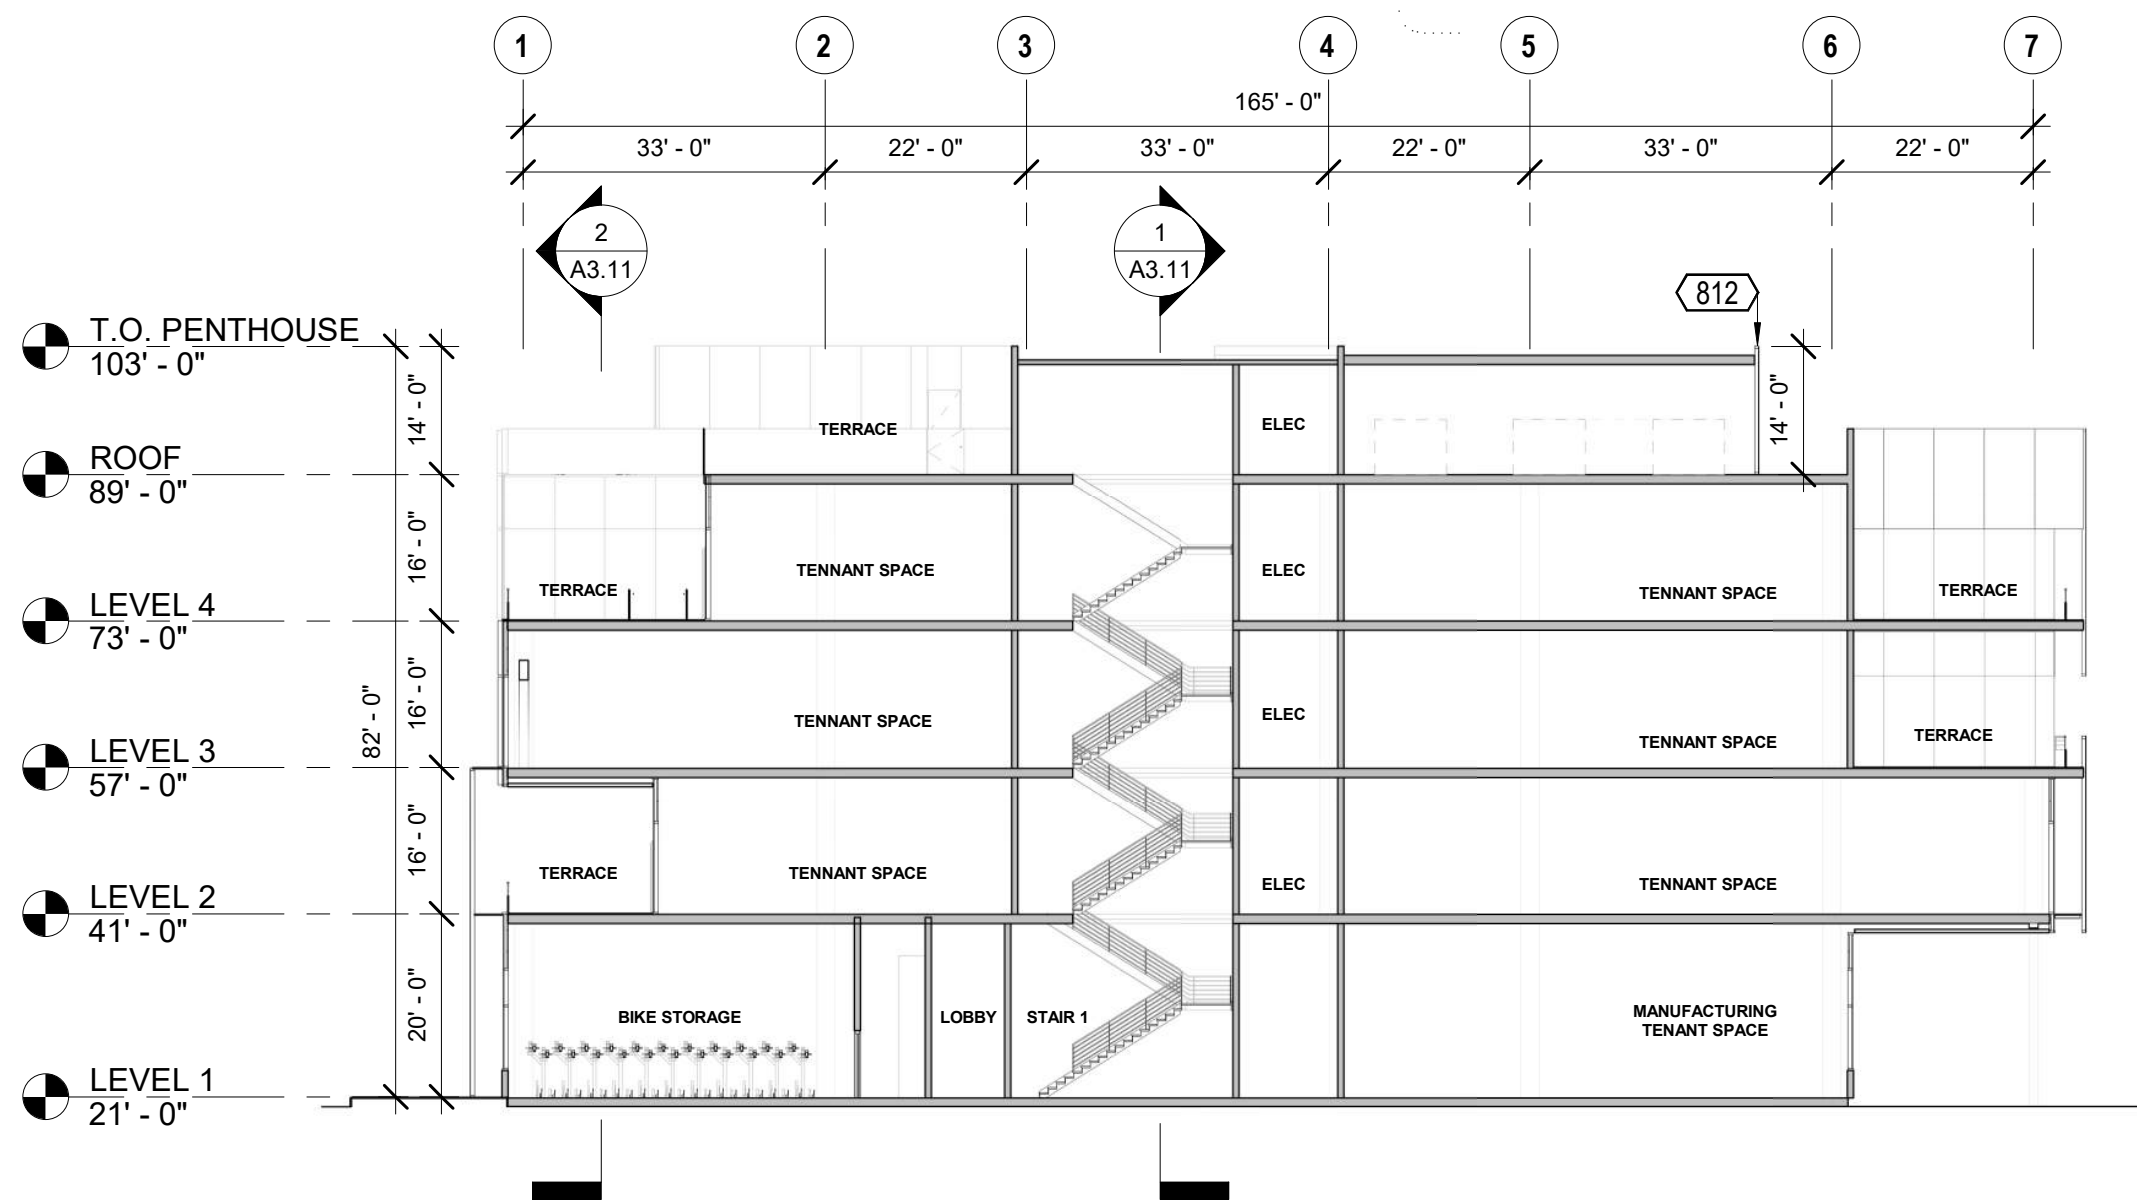 1 2 3 4 5 6 7
165' - 0"
33' - 0" 22' - 0" 33' - 0" 22' - 0" 33' - 0" 22' - 0"
2
A3.11
1
A3.11
812
T.O. PENTHOUSE
103' - 0"
ROOF
89' - 0"
LEVEL 4
73' - 0"
LEVEL 3
57' - 0"
LEVEL 2
41' - 0"
LEVEL 1
21' - 0"
82' - 0"
14' - 0"
16' - 0"
16' - 0"
16' - 0"
20' - 0"
14' - 0"
TERRACE ELEC
TERRACE TENNANT SPACE ELEC TENNANT SPACE TERRACE
TENNANT SPACE ELEC TENNANT SPACE TERRACE
TERRACE TENNANT SPACE ELEC TENNANT SPACE
BIKE STORAGE LOBBY STAIR 1 MANUFACTURING
TENANT SPACE